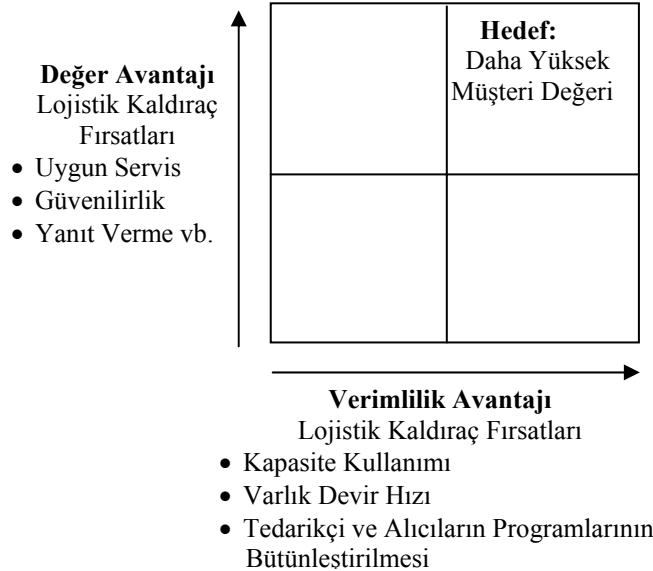 Hedef:
Daha Yüksek
Müşteri Değeri
Değer Avantajı
Lojistik Kaldıraç
Fırsatları
• Uygun Servis
• Güvenilirlik
• Yanıt Verme vb.
Verimlilik Avantajı
Lojistik Kaldıraç Fırsatları
• Kapasite Kullanımı
• Varlık Devir Hızı
• Tedarikçi ve Alıcıların Programlarının
Bütünleştirilmesi